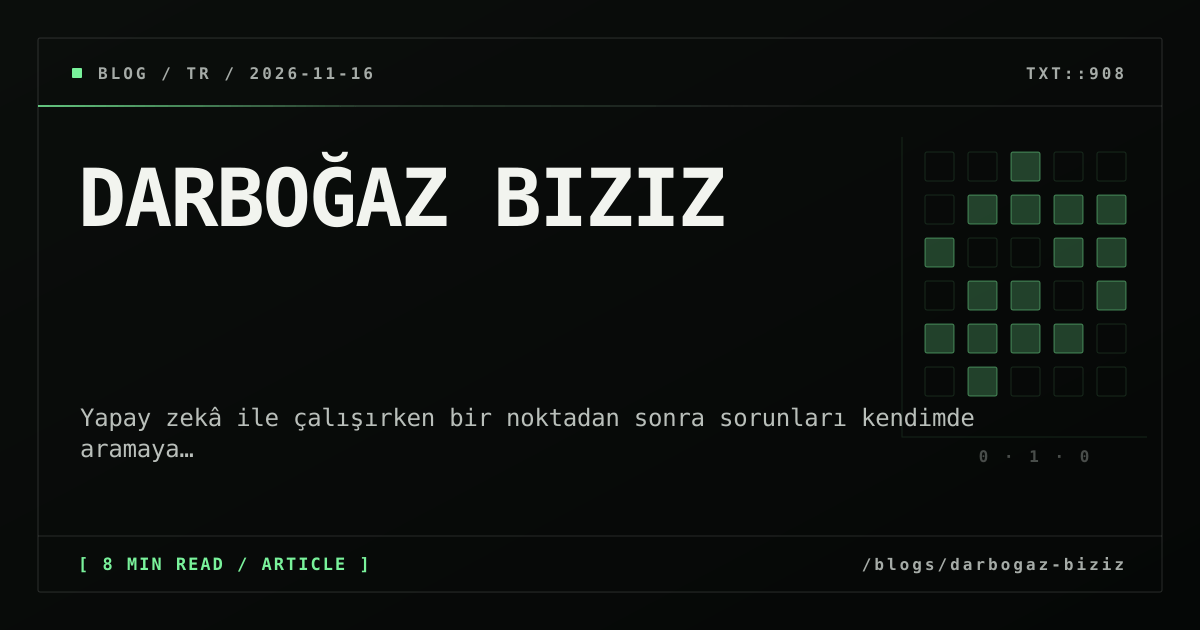 BLOG / TR / 2026-11-16
TXT::908
DARBOĞAZ BIZIZ
Yapay zekâ ile çalışırken bir noktadan sonra sorunları kendimde
aramaya…
0 · 1 · 0
[ 8 MIN READ / ARTICLE ]
/blogs/darbogaz-biziz